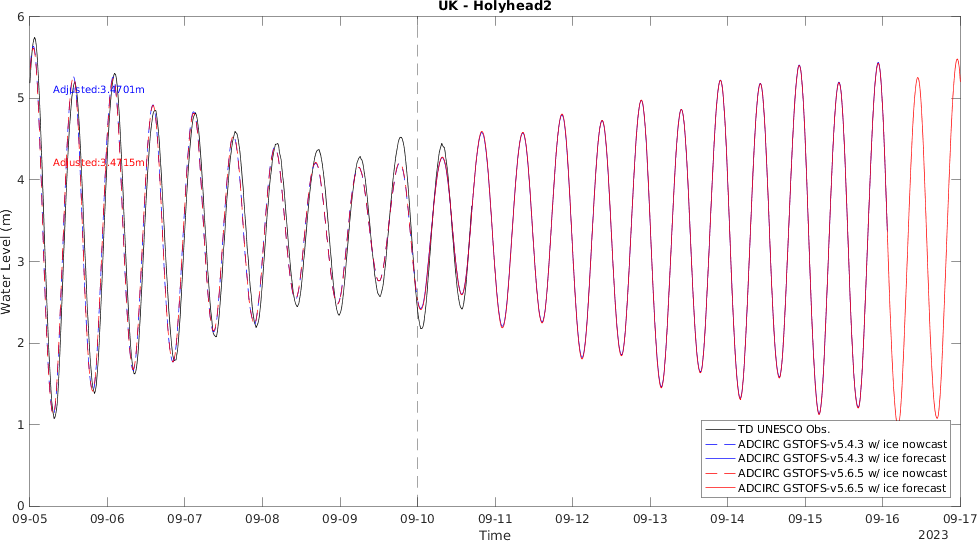 UK - Holyhead2
6
5
4
3
2
1
0
Water Level (m)
Adjusted:3.4701m
Adjusted:3.4715m
TD UNESCO Obs.
ADCIRC GSTOFS-v5.4.3 w/ ice nowcast
ADCIRC GSTOFS-v5.4.3 w/ ice forecast
ADCIRC GSTOFS-v5.6.5 w/ ice nowcast
ADCIRC GSTOFS-v5.6.5 w/ ice forecast
09-05 09-06 09-07 09-08 09-09 09-10 09-11 09-12 09-13 09-14 09-15 09-16 09-17
Time
2023